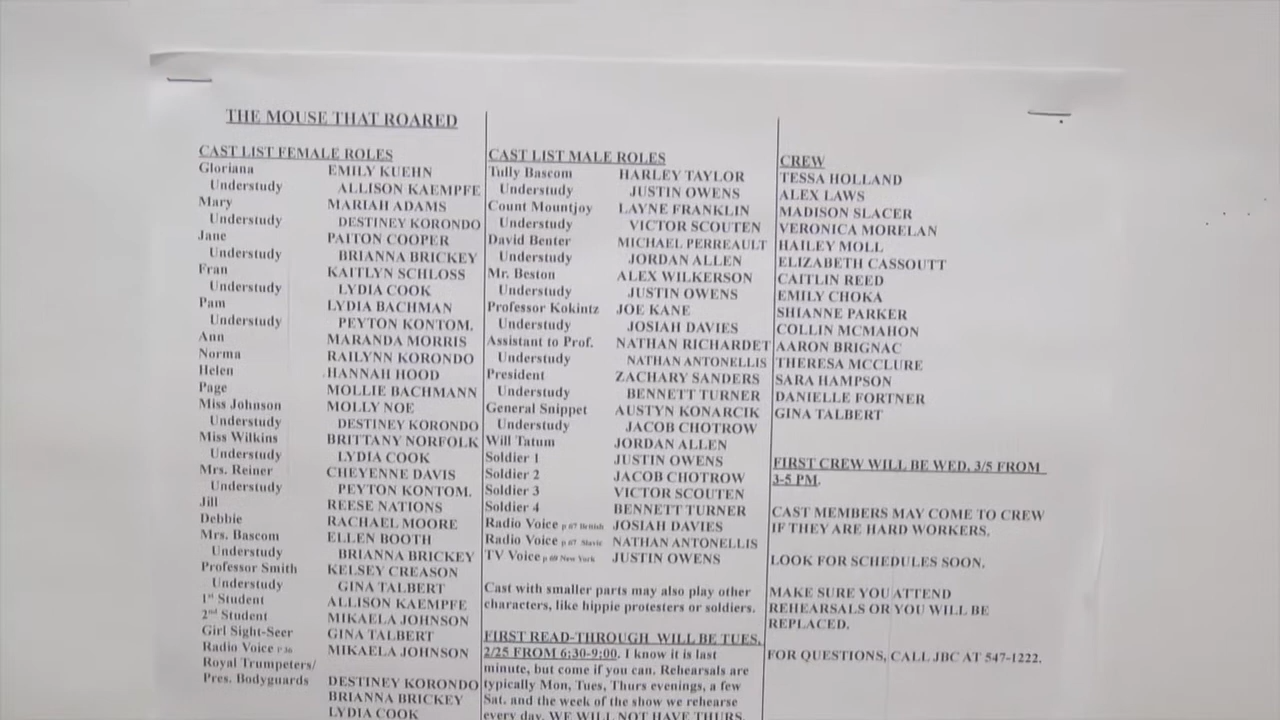 THE MOUSE THAT ROARED
CAST LIST FEMALE ROLES
Gloriana EMILY KUEHN
Understudy ALLISON KAEMPFE
Mary MARIAH ADAMS
Understudy DESTINEY KORONDO
Jane PAITON COOPER
Understudy BRIANNA BRICKEY
Fran KAITLYN SCHLOSS
Understudy LYDIA COOK
Pam LYDIA BACHMAN
Understudy PEYTON KONTOM.
Ann MARANDA MORRIS
Norma RAILYNN KORONDO
Helen HANNAH HOOD
Page MOLLIE BACHMANN
Miss Johnson MOLLY NOE
Understudy DESTINEY KORONDO
Miss Wilkins BRITTANY NORFOLK
Understudy LYDIA COOK
Mrs. Reiner CHEYENNE DAVIS
Understudy PEYTON KONTOM.
Jill REESE NATIONS
Debbie RACHAEL MOORE
Mrs. Bascom ELLEN BOOTH
Understudy BRIANNA BRICKEY
Professor Smith KELSEY CREASON
Understudy GINA TALBERT
1st Student ALLISON KAEMPFE
2nd Student MIKAELA JOHNSON
Girl Sight-Seer GINA TALBERT
Radio Voice P 36 MIKAELA JOHNSON
Royal Trumpeters/
Pres. Bodyguards DESTINEY KORONDO
BRIANNA BRICKEY
LYDIA COOK
CAST LIST MALE ROLES
Tully Bascom HARLEY TAYLOR
Understudy JUSTIN OWENS
Count Mountjoy LAYNE FRANKLIN
Understudy VICTOR SCOUTEN
David Benter MICHAEL PERREAULT
Understudy JORDAN ALLEN
Mr. Beston ALEX WILKERSON
Understudy JUSTIN OWENS
Professor Kokintz JOE KANE
Understudy JOSIAH DAVIES
Assistant to Prof. NATHAN RICHARDET
Understudy NATHAN ANTONELLIS
President ZACHARY SANDERS
Understudy BENNETT TURNER
General Snippet AUSTYN KONARCIK
Understudy JACOB CHOTROW
Will Tatum JORDAN ALLEN
Soldier 1 JUSTIN OWENS
Soldier 2 JACOB CHOTROW
Soldier 3 VICTOR SCOUTEN
Soldier 4 BENNETT TURNER
Radio Voice p 67 British JOSIAH DAVIES
Radio Voice p 67 Slavic NATHAN ANTONELLIS
TV Voice p 69 New York JUSTIN OWENS
Cast with smaller parts may also play other
characters, like hippie protesters or soldiers.
FIRST READ-THROUGH WILL BE TUES,
2/25 FROM 6:30-9:00. I know it is last
minute, but come if you can. Rehearsals are
typically Mon, Tues, Thurs evenings, a few
Sat. and the week of the show we rehearse
every day. WE WILL NOT HAVE THURS.
CREW
TESSA HOLLAND
ALEX LAWS
MADISON SLACER
VERONICA MORELAN
HAILEY MOLL
ELIZABETH CASSOUTT
CAITLIN REED
EMILY CHOKA
SHIANNE PARKER
COLLIN MCMAHON
AARON BRIGNAC
THERESA MCCLURE
SARA HAMPSON
DANIELLE FORTNER
GINA TALBERT
FIRST CREW WILL BE WED, 3/5 FROM
3-5 PM.
CAST MEMBERS MAY COME TO CREW
IF THEY ARE HARD WORKERS.
LOOK FOR SCHEDULES SOON.
MAKE SURE YOU ATTEND
REHEARSALS OR YOU WILL BE
REPLACED.
FOR QUESTIONS, CALL JBC AT 547-1222.